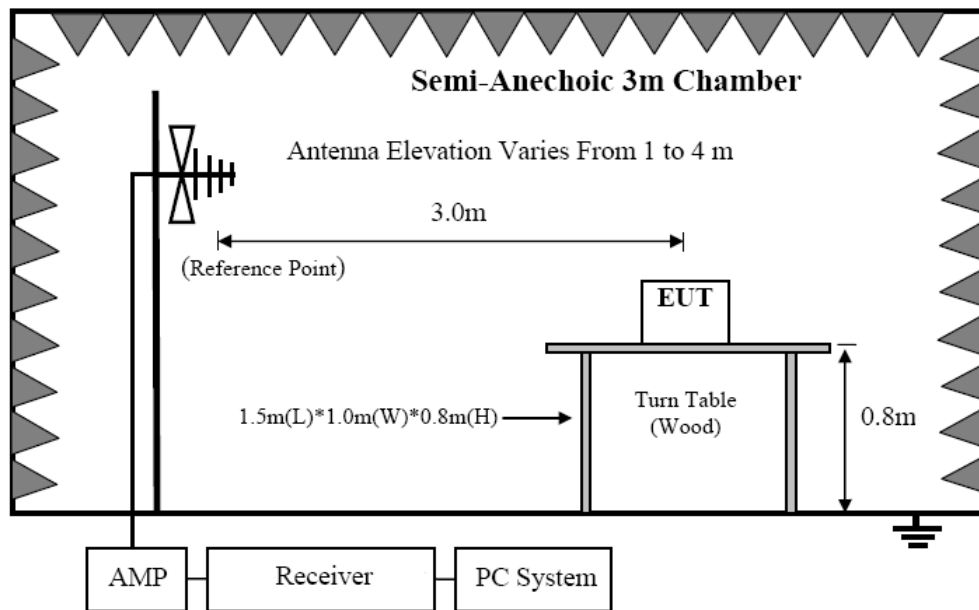 Semi-Anechoic 3m Chamber
Antenna Elevation Varies From 1 to 4 m
3.0m
(Reference Point)
EUT
1.5m(L)*1.0m(W)*0.8m(H)
Turn Table
(Wood)
0.8m
AMP
Receiver
PC System